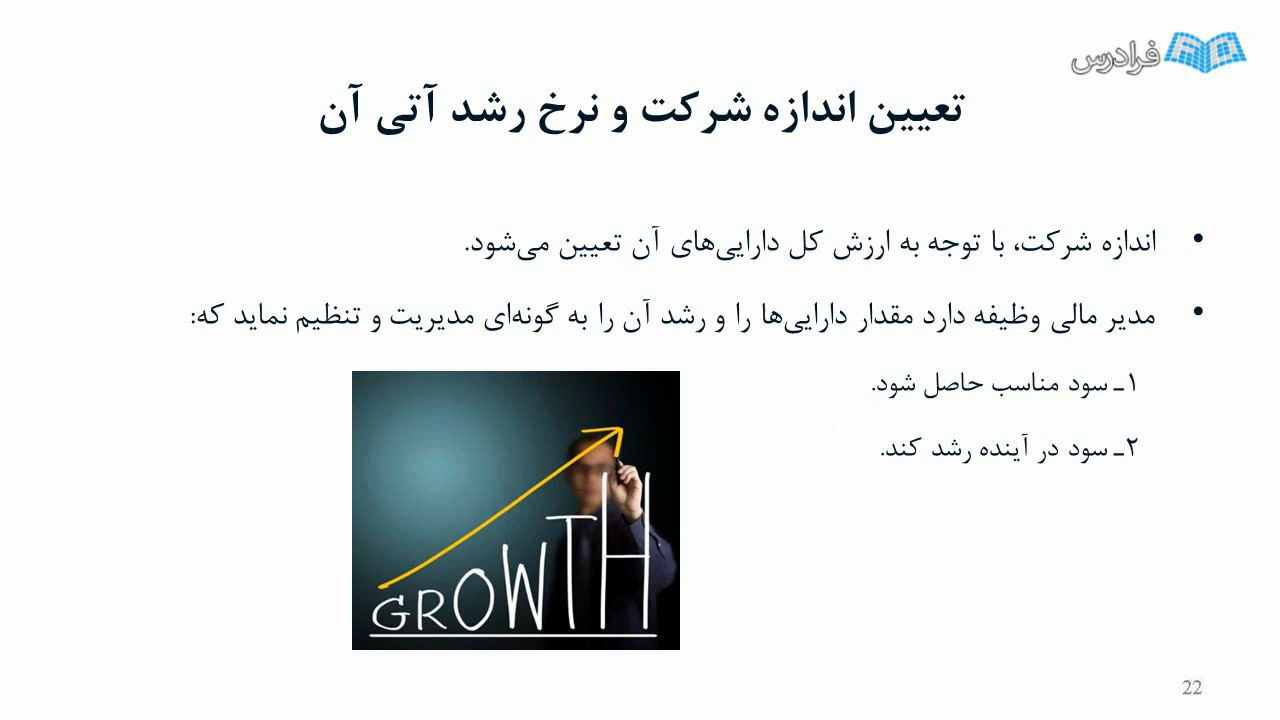 فرادرس
تعیین اندازه شرکت و نرخ رشد آتی آن
• اندازه شرکت، با توجه به ارزش کل دارایی‌های آن تعیین می‌شود.
• مدیر مالی وظیفه دارد مقدار دارایی‌ها را و رشد آن را به گونه‌ای مدیریت و تنظیم نماید که:
۱ـ سود مناسب حاصل شود.
۲ـ سود در آینده رشد کند.
GROWTH
22